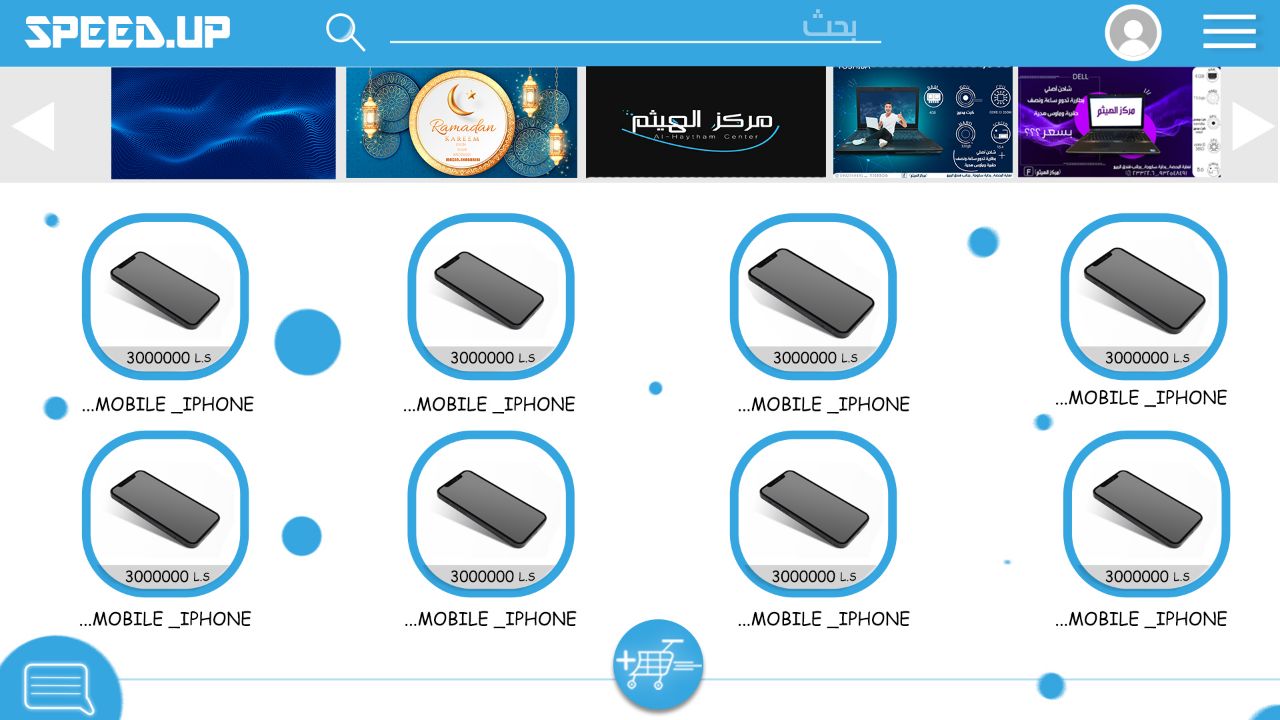 SPEED.UP
بحث
Ramadan
KAREEM
مركز الهيثم
Al-Haytham Center
DELL
شاحن أصلي
بطارية تدوم ساعة ونصف
حقيبة وماوس هدية
بسعر؟؟؟
مركز الهيثم
3000000 L.S
3000000 L.S
3000000 L.S
3000000 L.S
...MOBILE _IPHONE
...MOBILE _IPHONE
...MOBILE _IPHONE
...MOBILE _IPHONE
3000000 L.S
3000000 L.S
3000000 L.S
3000000 L.S
...MOBILE _IPHONE
...MOBILE _IPHONE
...MOBILE _IPHONE
...MOBILE _IPHONE